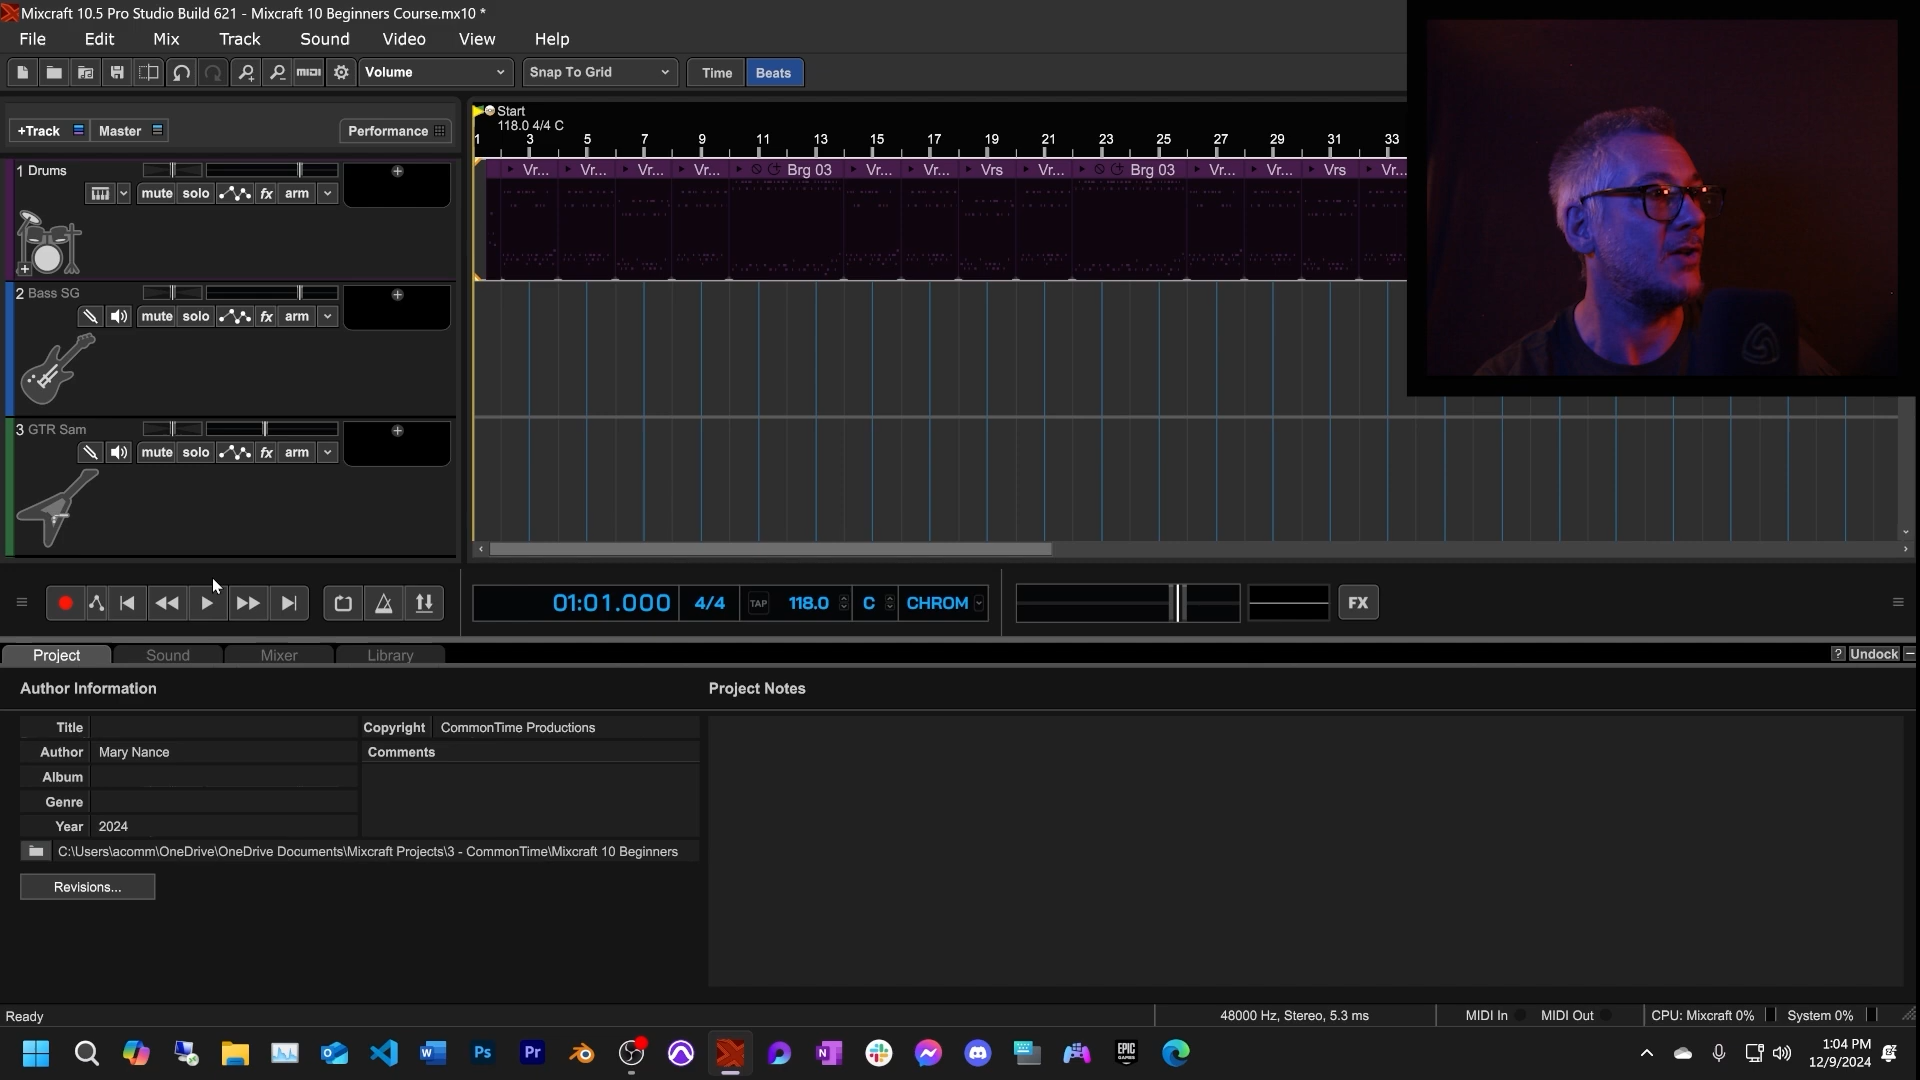 Mixcraft 10.5 Pro Studio Build 621 - Mixcraft 10 Beginners Course.mx10 *
File Edit Mix Track Sound Video View Help
MIDI Volume Snap To Grid Time Beats
Start
118.0 4/4 C
+Track Master Performance
1 3 5 7 9 11 13 15 17 19 21 23 25 27 29 31 33
1 Drums
Vr... Vr... Vr... Vr... Brg 03 Vr... Vr... Vrs Vr... Brg 03 Vr... Vr... Vrs Vr...
mute solo fx arm
2 Bass SG
mute solo fx arm
3 GTR Sam
mute solo fx arm
01:01.000 4/4 TAP 118.0 C CHROM FX
Project Sound Mixer Library ? Undock
Author Information Project Notes
Title Copyright CommonTime Productions
Author Mary Nance Comments
Album
Genre
Year 2024
C:\Users\acomm\OneDrive\OneDrive Documents\Mixcraft Projects\3 - CommonTime\Mixcraft 10 Beginners
Revisions...
Ready 48000 Hz, Stereo, 5.3 ms MIDI In MIDI Out CPU: Mixcraft 0% System 0%
Ps Pr EPIC GAMES
1:04 PM
12/9/2024